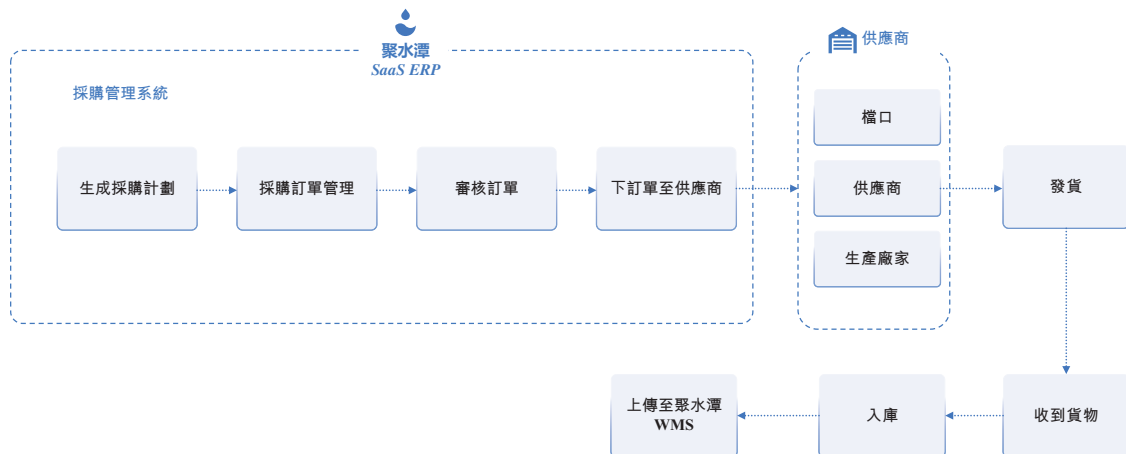 聚水潭
SaaS ERP
供應商
採購管理系統
檔口
生成採購計劃
採購訂單管理
審核訂單
下訂單至供應商
供應商
發貨
生產廠家
上傳至聚水潭
WMS
入庫
收到貨物